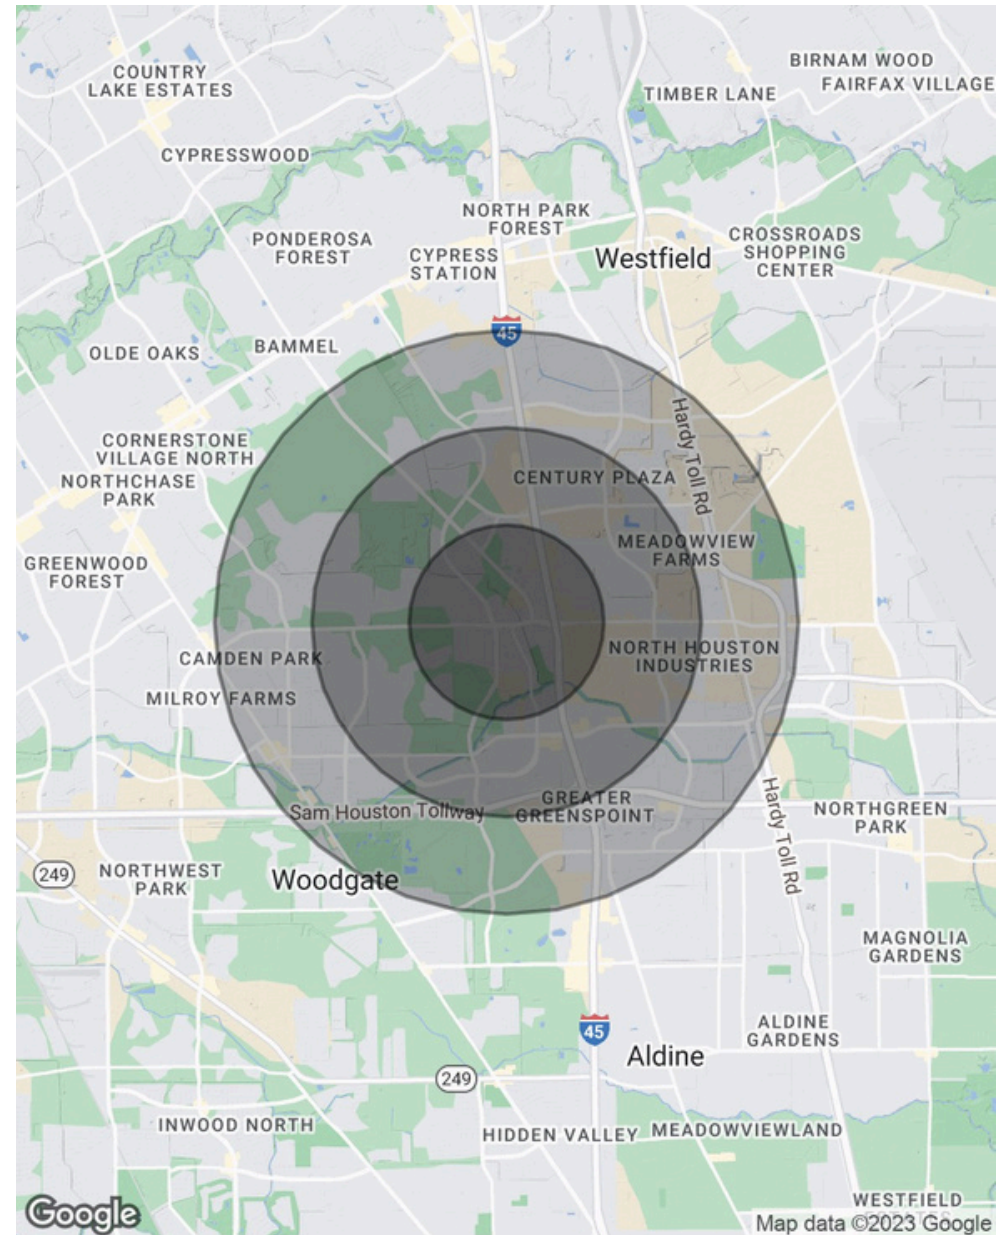 BIRNAM WOOD
COUNTRY
LAKE ESTATES
FAIRFAX VILLAGE
TIMBER LANE
CYPRESSWOOD
NORTH PARK
FOREST
PONDEROSA
FOREST
CYPRESS
STATION
Westfield
CROSSROADS
SHOPPING
CENTER
45
OLDE OAKS
BAMMEL
Hardy Toll Rd
CORNERSTONE
VILLAGE NORTH
NORTHCHASE
PARK
CENTURY PLAZA
MEADOWVIEW
FARMS
GREENWOOD
FOREST
CAMDEN PARK
NORTH HOUSTON
INDUSTRIES
MILROY FARMS
Sam Houston Tollway
GREATER
GREENSPOINT
Hardy Toll Rd
NORTHGREEN
PARK
249
NORTHWEST
PARK
Woodgate
MAGNOLIA
GARDENS
45
ALDINE
GARDENS
Aldine
249
INWOOD NORTH
HIDDEN VALLEY
MEADOWVIEWLAND
WESTFIELD
Google
Map data ©2023 Google